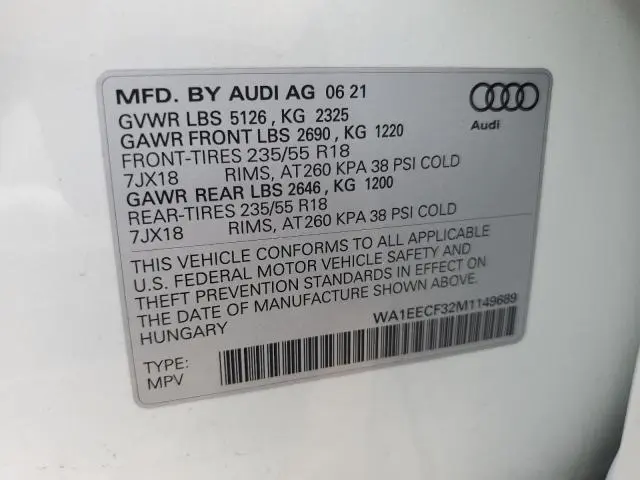 MFD. BY AUDI AG 06 21
GVWR LBS 5126 , KG 2325
GAWR FRONT LBS 2690 , KG 1220
FRONT-TIRES 235/55 R18
7JX18 RIMS, AT260 KPA 38 PSI COLD
GAWR REAR LBS 2646 , KG 1200
REAR-TIRES 235/55 R18
7JX18 RIMS, AT260 KPA 38 PSI COLD
Audi
THIS VEHICLE CONFORMS TO ALL APPLICABLE
U.S. FEDERAL MOTOR VEHICLE SAFETY AND
THEFT PREVENTION STANDARDS IN EFFECT ON
THE DATE OF MANUFACTURE SHOWN ABOVE.
HUNGARY
WA1EECF32M1149689
TYPE:
MPV